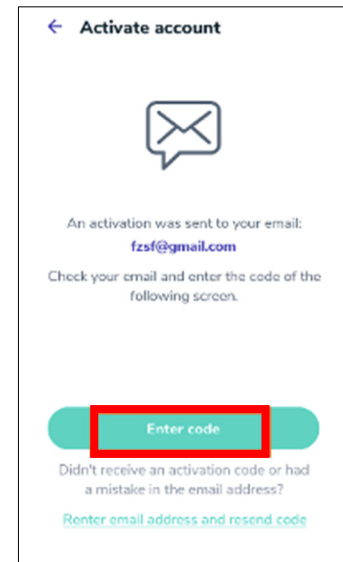 Activate account
An activation was sent to your email:
fzsf@gmail.com
Check your email and enter the code of the
following screen.
Enter code
Didn't receive an activation code or had
a mistake in the email address?
Renter email address and resend code